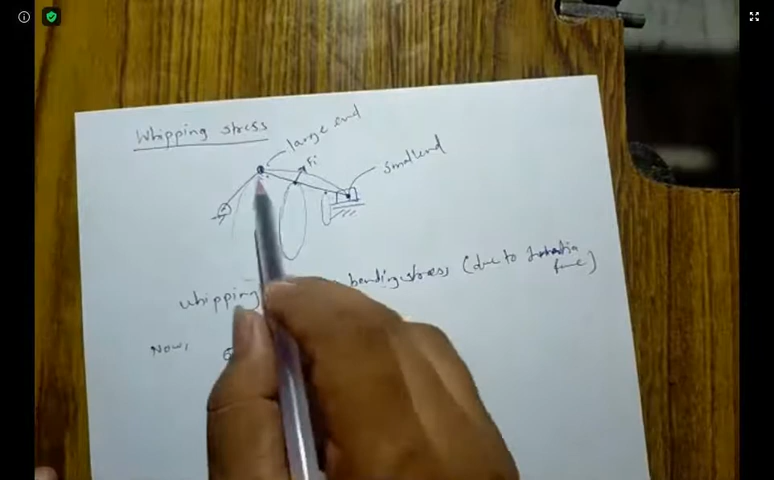 Whipping stress
large end
Fi
small end
Whipping bending stress (due to Inertia
force)
Now,